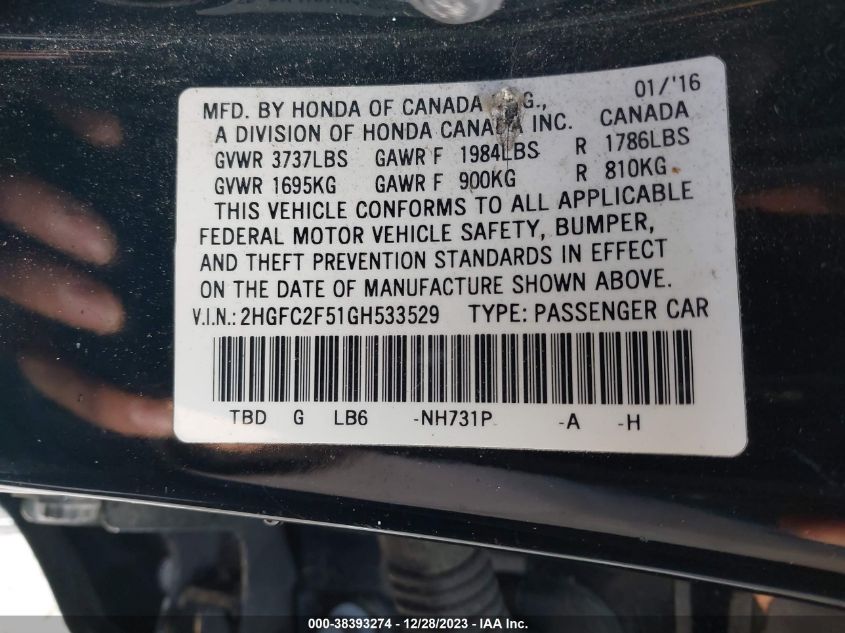 MFD. BY HONDA OF CANADA
01/'16
A DIVISION OF HONDA CANADA INC. CANADA
GVWR 3737LBS GAWR F 1984LBS R 1786LBS
GVWR 1695KG GAWR F 900KG R 810KG
THIS VEHICLE CONFORMS TO ALL APPLICABLE
FEDERAL MOTOR VEHICLE SAFETY, BUMPER,
AND THEFT PREVENTION STANDARDS IN EFFECT
ON THE DATE OF MANUFACTURE SHOWN ABOVE.
V.I.N.: 2HGFC2F51GH533529 TYPE: PASSENGER CAR
TBD G LB6 -NH731P -A -H
000-38393274 - 12/28/2023 - IAA Inc.